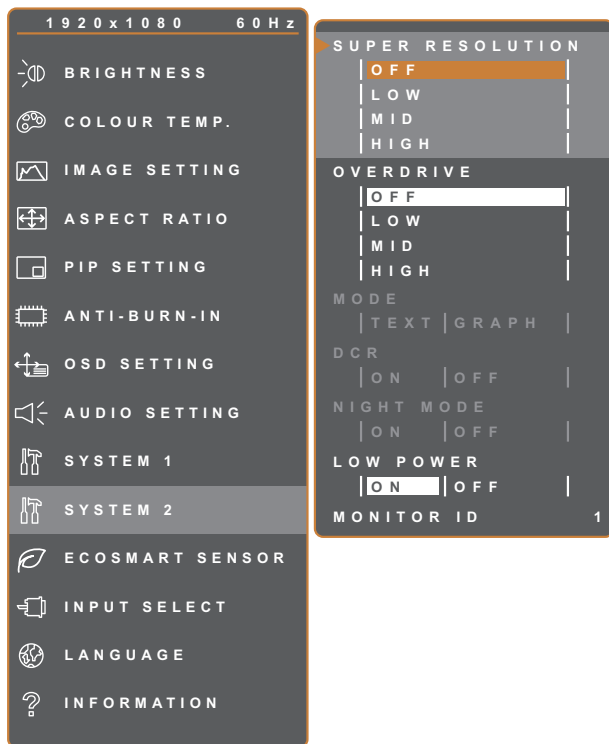 1920x1080 60Hz
BRIGHTNESS
COLOUR TEMP.
IMAGE SETTING
ASPECT RATIO
PIP SETTING
ANTI-BURN-IN
OSD SETTING
AUDIO SETTING
SYSTEM 1
SYSTEM 2
ECOSMART SENSOR
INPUT SELECT
LANGUAGE
INFORMATION
SUPER RESOLUTION
OFF
LOW
MID
HIGH
OVERDRIVE
OFF
LOW
MID
HIGH
MODE
TEXT GRAPH
DCR
ON OFF
NIGHT MODE
ON OFF
LOW POWER
ON OFF
MONITOR ID 1